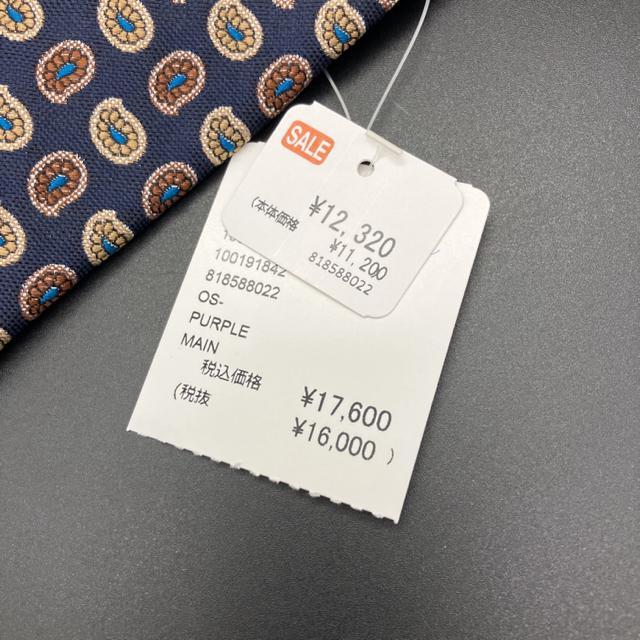 SALE
¥12,320
(本体価格 ¥11,200
818588022
100191842
818588022
OS-
PURPLE
MAIN
税込価格 ¥17,600
(税抜 ¥16,000 )